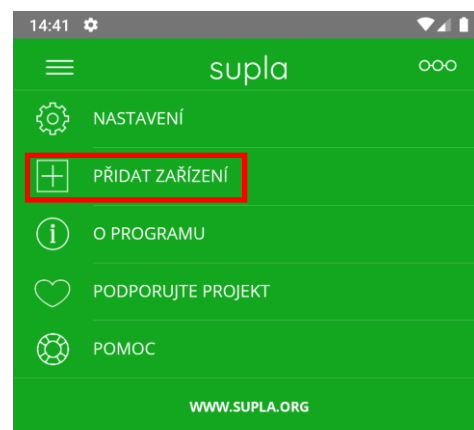 14:41
supla
NASTAVENÍ
PŘIDAT ZAŘÍZENÍ
O PROGRAMU
PODPORUJTE PROJEKT
POMOC
WWW.SUPLA.ORG